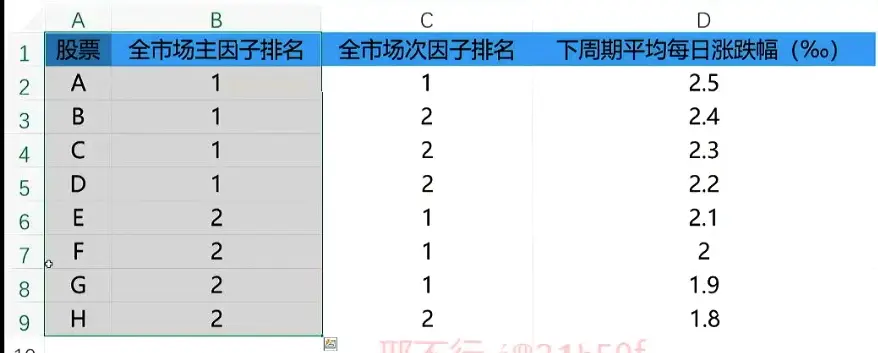 A B C D
1 股票 全市场主因子排名 全市场次因子排名 下周期平均每日涨跌幅（‰）
2 A 1 1 2.5
3 B 1 2 2.4
4 C 1 2 2.3
5 D 1 2 2.2
6 E 2 1 2.1
7 F 2 1 2
8 G 2 1 1.9
9 H 2 2 1.8